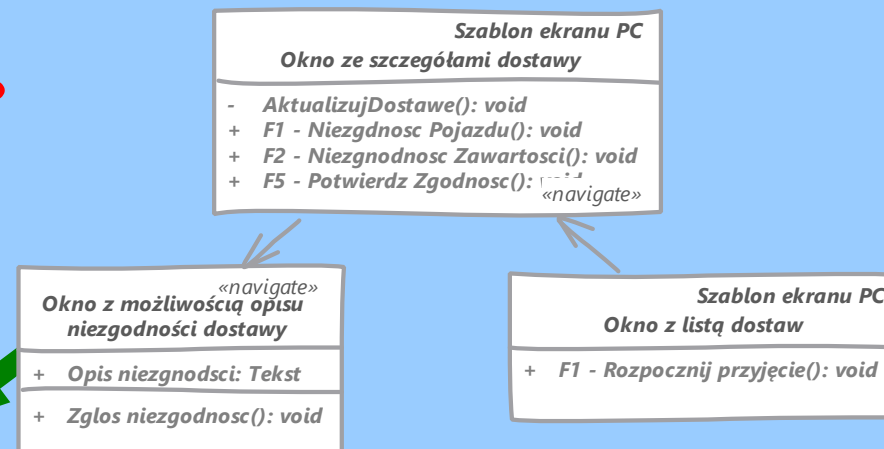 Szablon ekranu PC
Okno ze szczegółami dostawy
- AktualizujDostawe(): void
+ F1 - Niezgdnosc Pojazdu(): void
+ F2 - Niezgnodnosc Zawartosci(): void
+ F5 - Potwierdz Zgodnosc(): void
«navigate»
«navigate»
Okno z możliwością opisu
niezgodności dostawy
+ Opis niezgnodsci: Tekst
+ Zglos niezgodnosc(): void
Szablon ekranu PC
Okno z listą dostaw
+ F1 - Rozpocznij przyjęcie(): void